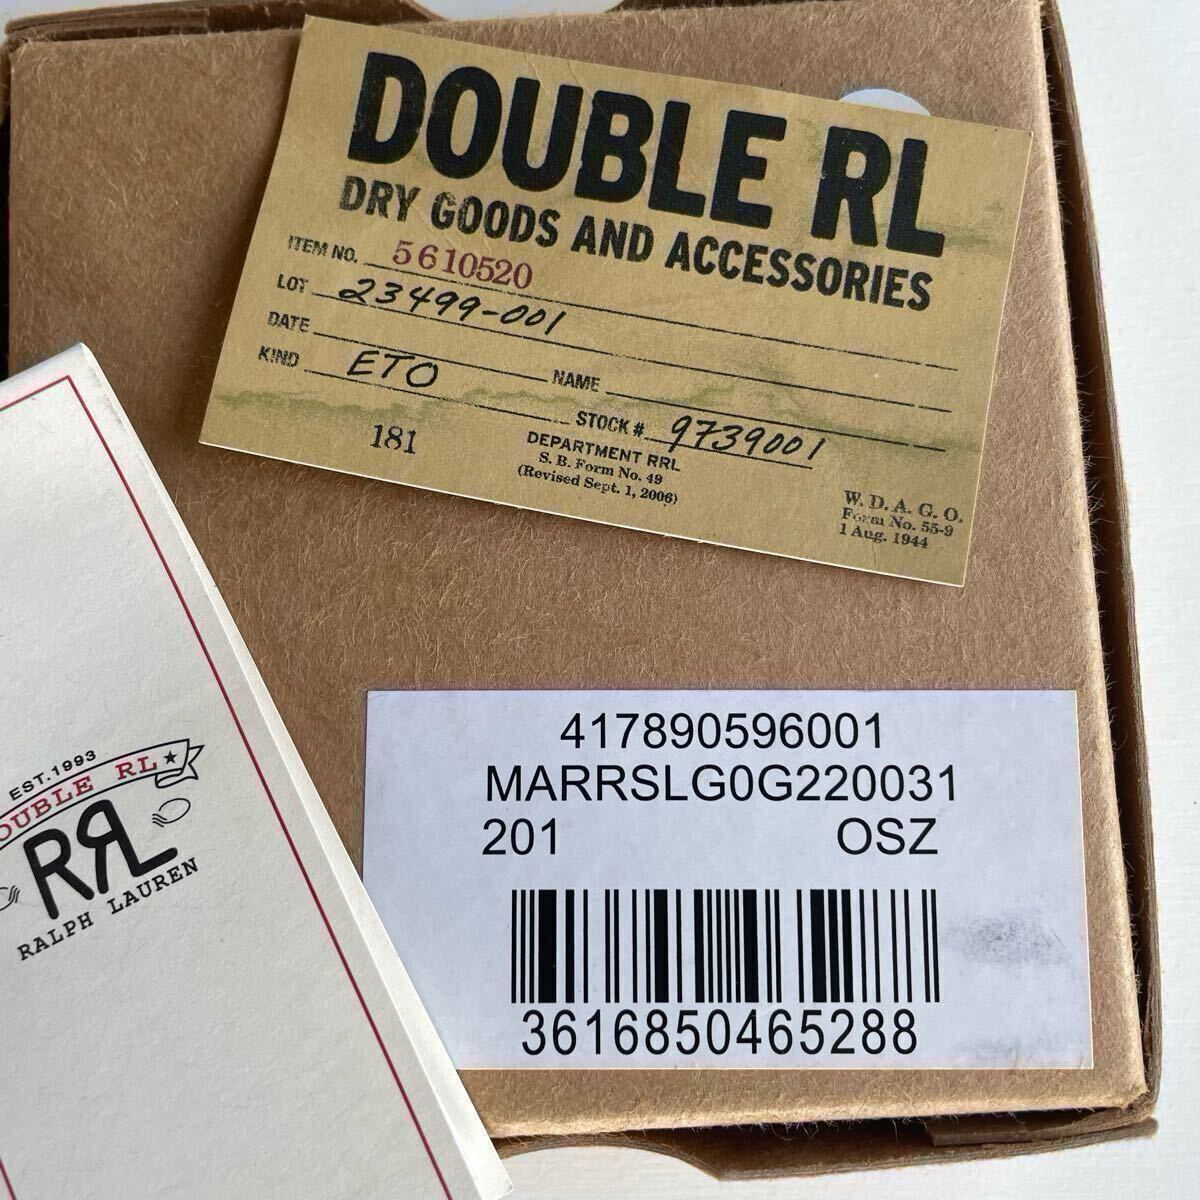 DOUBLE RL
DRY GOODS AND ACCESSORIES
ITEM NO. 5610520
LOT 23499-001
DATE
KIND ETO NAME
STOCK # 9739001
181
DEPARTMENT RRL
S. B. Form No. 49
(Revised Sept. 1, 2006)
W. D. A. G. O.
Form No. 55-9
1 Aug. 1944
EST. 1993
OUBLE RL
RRL
RALPH LAUREN
417890596001
MARRSLG0G220031
201 OSZ
3616850465288